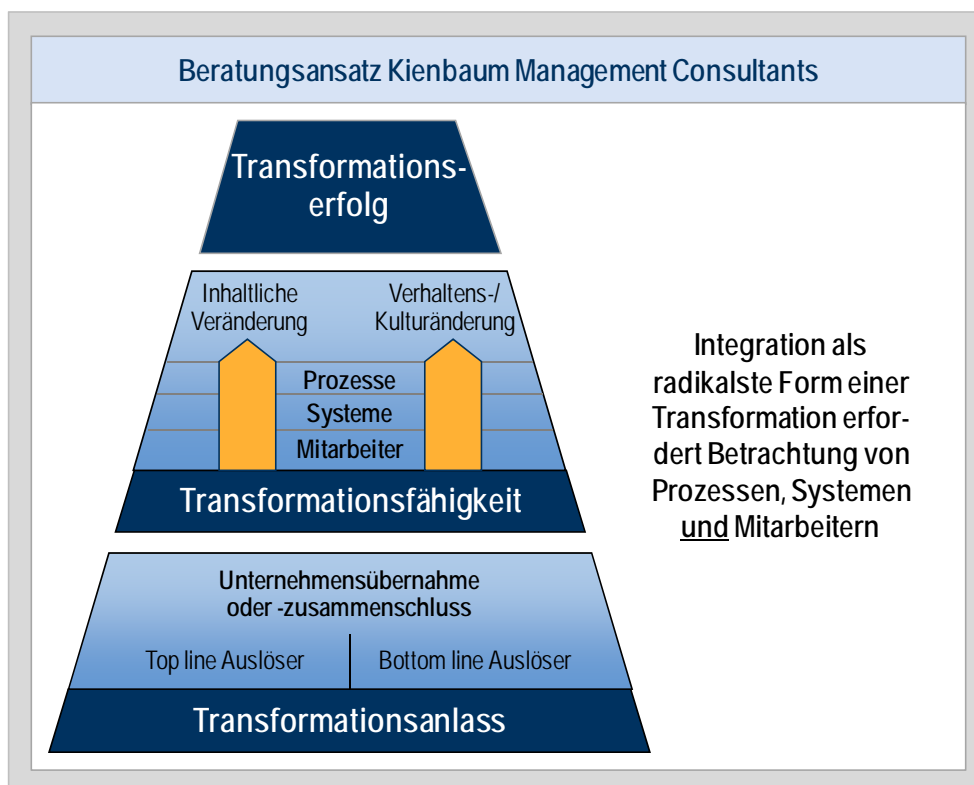 Beratungsansatz Kienbaum Management Consultants
Transformations-
erfolg
Inhaltliche
Veränderung
Verhaltens-/
Kulturänderung
Prozesse
Systeme
Mitarbeiter
Transformationsfähigkeit
Unternehmensübernahme
oder -zusammenschluss
Top line Auslöser
Bottom line Auslöser
Transformationsanlass
Integration als
radikalste Form einer
Transformation erfor-
dert Betrachtung von
Prozessen, Systemen
und Mitarbeitern